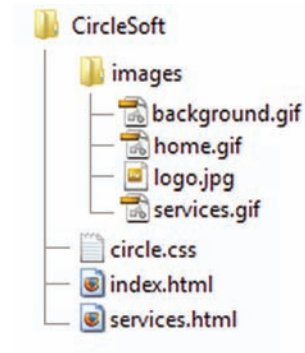 CircleSoft
images
background.gif
home.gif
logo.jpg
services.gif
circle.css
index.html
services.html